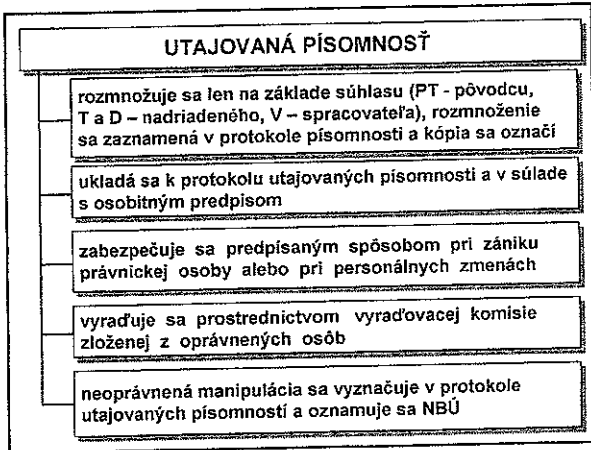 UTAJOVANÁ PÍSOMNOSŤ
rozmnožuje sa len na základe súhlasu (PT - pôvodcu,
T a D – nadriadeného, V – spracovateľa), rozmnoženie
sa zaznamená v protokole písomnosti a kópia sa označí
ukladá sa k protokolu utajovaných písomnosti a v súlade
s osobitným predpisom
zabezpečuje sa predpísaným spôsobom pri zániku
právnickej osoby alebo pri personálnych zmenách
vyraďuje sa prostredníctvom vyraďovacej komisie
zloženej z oprávnených osôb
neoprávnená manipulácia sa vyznačuje v protokole
utajovaných písomností a oznamuje sa NBÚ